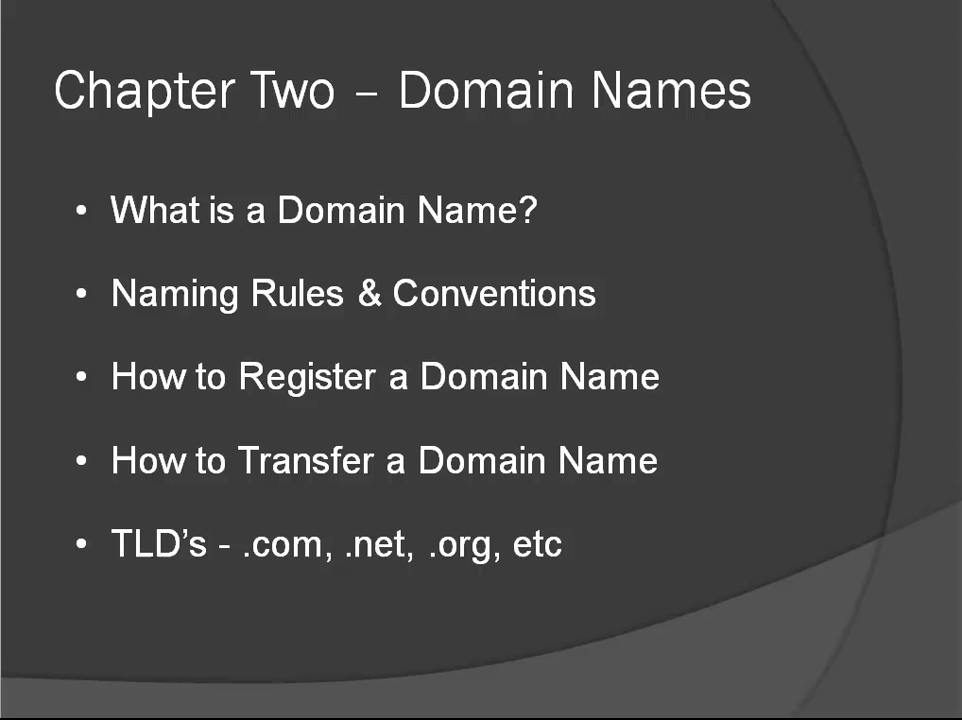 Chapter Two – Domain Names
• What is a Domain Name?
• Naming Rules & Conventions
• How to Register a Domain Name
• How to Transfer a Domain Name
• TLD’s - .com, .net, .org, etc